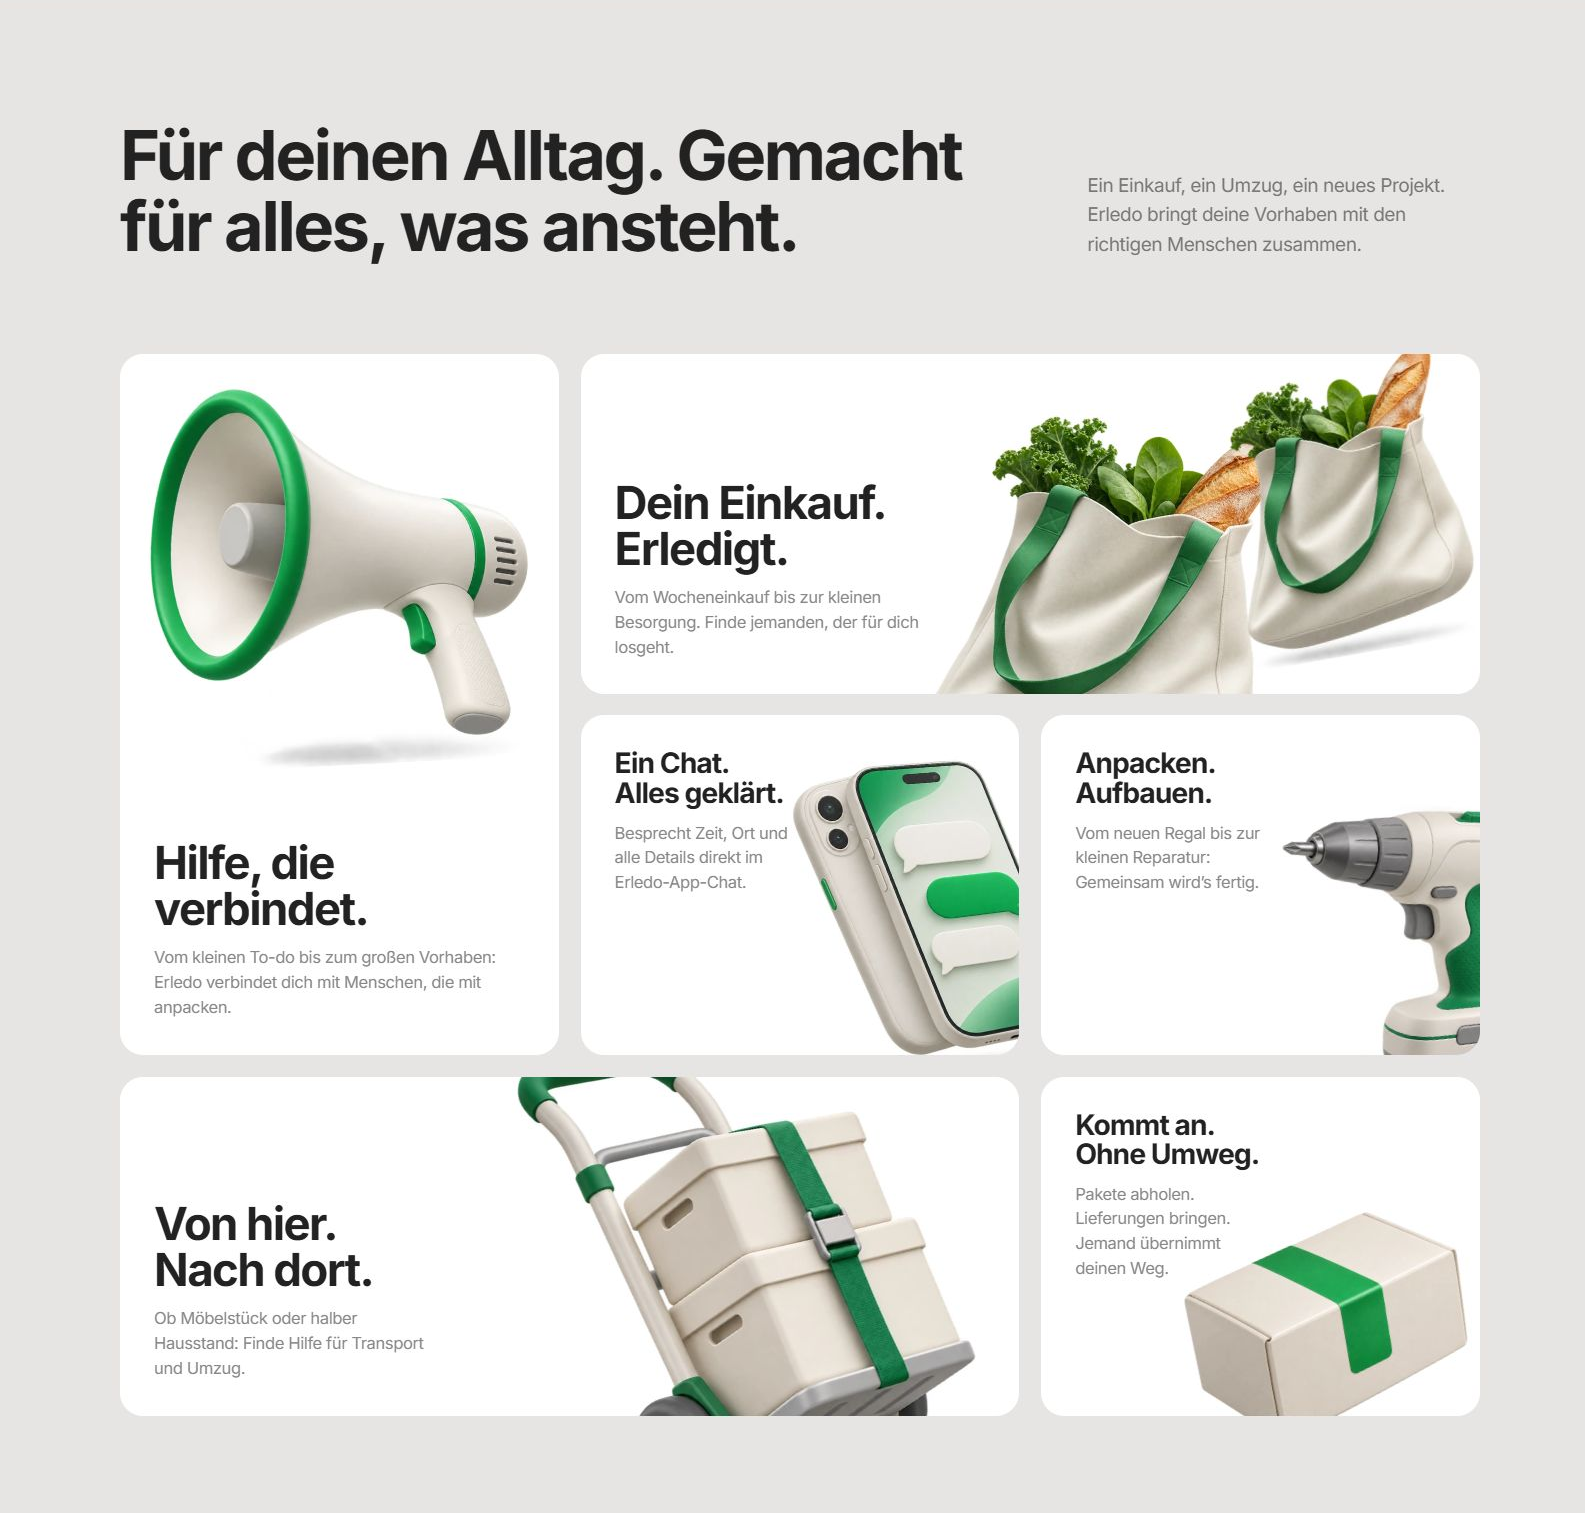 Für deinen Alltag. Gemacht
für alles, was ansteht.
Ein Einkauf, ein Umzug, ein neues Projekt.
Erledo bringt deine Vorhaben mit den
richtigen Menschen zusammen.
Hilfe, die
verbindet.
Vom kleinen To-do bis zum großen Vorhaben:
Erledo verbindet dich mit Menschen, die mit
anpacken.
Dein Einkauf.
Erledigt.
Vom Wocheneinkauf bis zur kleinen
Besorgung. Finde jemanden, der für dich
losgeht.
Ein Chat.
Alles geklärt.
Besprecht Zeit, Ort und
alle Details direkt im
Erledo-App-Chat.
Anpacken.
Aufbauen.
Vom neuen Regal bis zur
kleinen Reparatur:
Gemeinsam wird’s fertig.
Von hier.
Nach dort.
Ob Möbelstück oder halber
Hausstand: Finde Hilfe für Transport
und Umzug.
Kommt an.
Ohne Umweg.
Pakete abholen.
Lieferungen bringen.
Jemand übernimmt
deinen Weg.